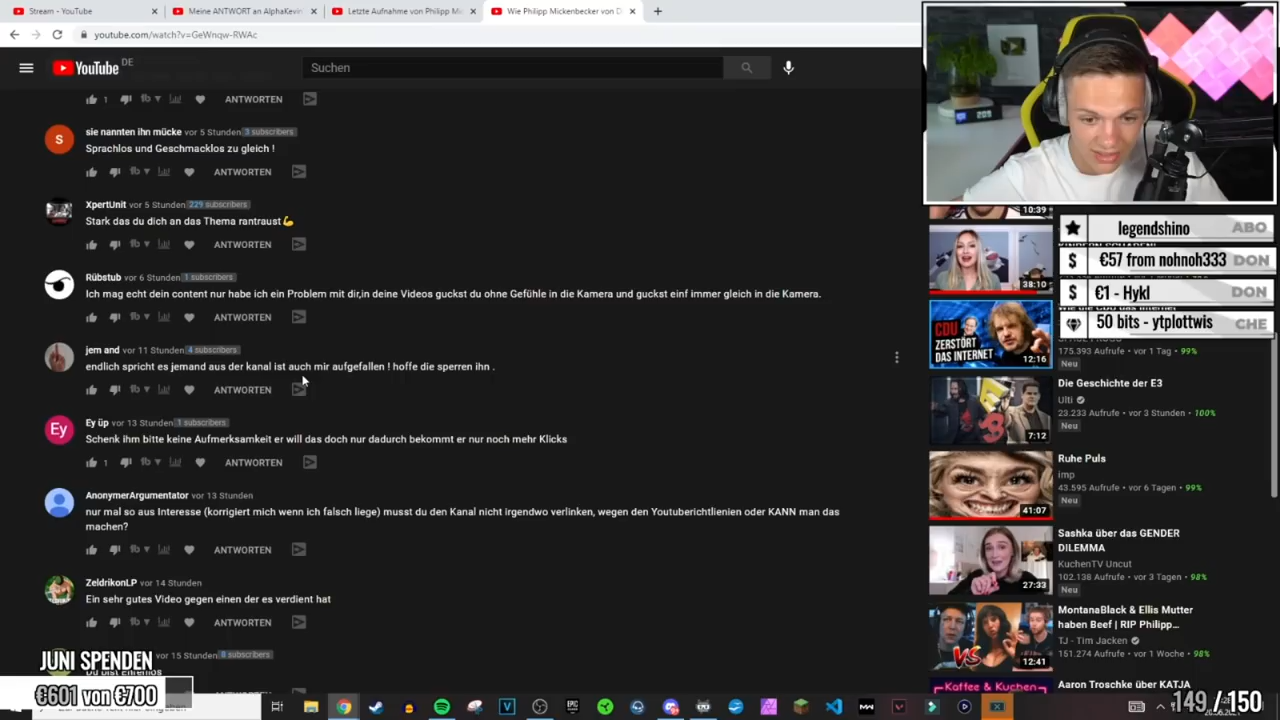 Stream - YouTube
Meine ANTWORT an AlphaKevin
Letzte Aufnahme von Philipp Mic
Wie Philipp Mickenbecker von D
youtube.com/watch?v=GeWnqw-RWAc
YouTube DE
Suchen
1 ANTWORTEN
sie nannten ihn mücke vor 5 Stunden 3 subscribers
Sprachlos und Geschmacklos zu gleich !
ANTWORTEN
XpertUnit vor 5 Stunden 229 subscribers
Stark das du dich an das Thema rantraust💪
ANTWORTEN
Rübstub vor 6 Stunden 1 subscribers
Ich mag echt dein content nur habe ich ein Problem in deine Videos guckst du ohne Gefühle in die Kamera und guckst einf immer gleich in die kamera.
ANTWORTEN
jem and vor 11 Stunden 4 subscribers
endlich spricht es jemand aus der kanal ist auch mir aufgefallen ! hoffe die sperren ihn .
ANTWORTEN
Ey üp vor 13 Stunden 1 subscribers
Schenk ihm bitte keine Aufmerksamkeit er will das doch nur dadurch bekommt er nur noch mehr Klicks
1 ANTWORTEN
AnonymerArgumentator vor 13 Stunden
nur mal so aus Interesse (korrigiert mich wenn ich falsch liege) musst du den Kanal nicht irgendwo verlinken, wegen den Youtuberichtlienien oder KANN man das
machen?
ANTWORTEN
ZeldrikonLP vor 14 Stunden
Ein sehr gutes Video gegen einen der es verdient hat
ANTWORTEN
vor 15 Stunden 8 subscribers
Du bist Ehrenlos
JUNI SPENDEN
€601 von €700
205
10:39
legendshino ABO
€57 from nohnoh333 DON
€1 - Hykl DON
50 bits - ytplottwis CHE
38:10
CDU
ZERSTÖRT
DAS INTERNET
12:16
175.393 Aufrufe • vor 1 Tag • 99%
Neu
7:12
Die Geschichte der E3
Ulti
23.233 Aufrufe • vor 3 Stunden • 100%
Neu
41:07
Ruhe Puls
imp
43.595 Aufrufe • vor 6 Tagen • 99%
Neu
27:33
Sashka über das GENDER
DILEMMA
KuchenTV Uncut
102.138 Aufrufe • vor 3 Tagen • 98%
Neu
VS
12:41
MontanaBlack & Ellis Mutter
haben Beef | RIP Philipp...
TJ - Tim Jacken
151.274 Aufrufe • vor 1 Woche • 98%
Kaffee & Kuchen
Aaron Troschke über KATJA
149 / 150